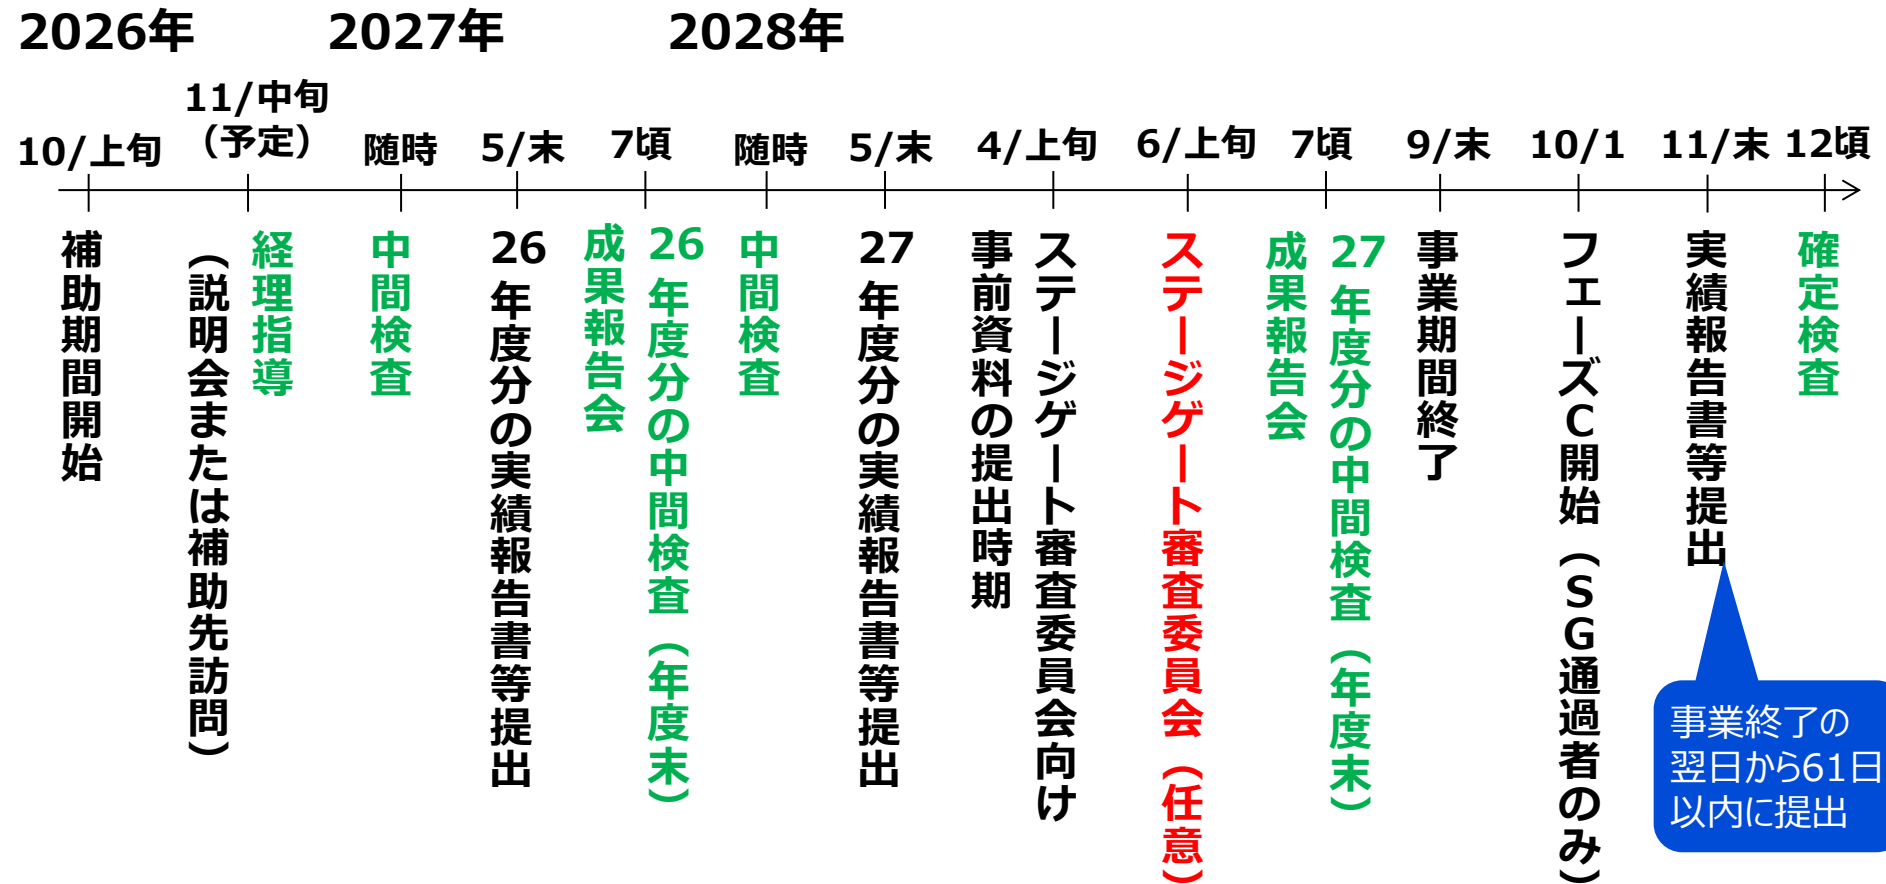 2026年
2027年
2028年
10/上旬
11/中旬
（予定）
随時
5/末
7頃
随時
5/末
4/上旬
6/上旬
7頃
9/末
10/1
11/末
12頃
補助期間開始
経理指導
（説明会または補助先訪問）
中間検査
26年度分の実績報告書等提出
26年度分の中間検査（年度末）
成果報告会
中間検査
27年度分の実績報告書等提出
ステージゲート審査委員会向け
事前資料の提出時期
ステージゲート審査委員会（任意）
27年度分の中間検査（年度末）
成果報告会
事業期間終了
フェーズC開始（SG通過者のみ）
実績報告書等提出
確定検査
事業終了の
翌日から61日
以内に提出